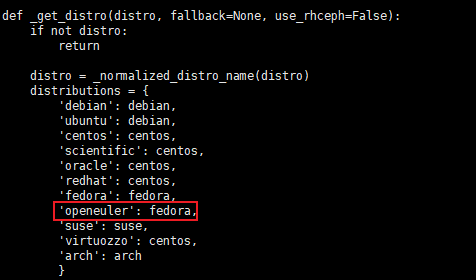 def _get_distro(distro, fallback=None, use_rhceph=False):
    if not distro:
        return

    distro = _normalized_distro_name(distro)
    distributions = {
        'debian': debian,
        'ubuntu': debian,
        'centos': centos,
        'scientific': centos,
        'oracle': centos,
        'redhat': centos,
        'fedora': fedora,
        'openeuler': fedora,
        'suse': suse,
        'virtuozzo': centos,
        'arch': arch
        }